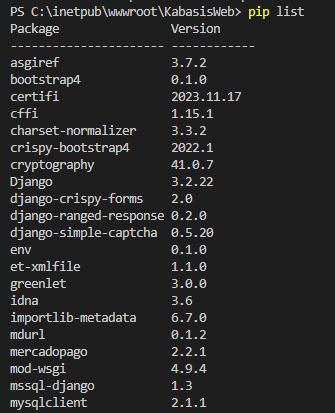 PS C:\inetpub\wwwroot\KabasisWeb> pip list
Package Version
--------------------- ------------
asgiref 3.7.2
bootstrap4 0.1.0
certifi 2023.11.17
cffi 1.15.1
charset-normalizer 3.3.2
crispy-bootstrap4 2022.1
cryptography 41.0.7
Django 3.2.22
django-crispy-forms 2.0
django-ranged-response 0.2.0
django-simple-captcha 0.5.20
env 0.1.0
et-xmlfile 1.1.0
greenlet 3.0.0
idna 3.6
importlib-metadata 6.7.0
mdurl 0.1.2
mercadopago 2.2.1
mod-wsgi 4.9.4
mssql-django 1.3
mysqlclient 2.1.1